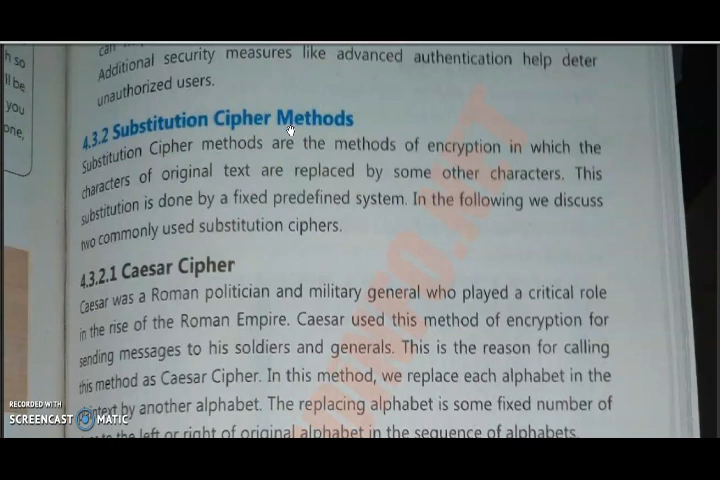 h so
ll be
you
one,
can
Additional security measures like advanced authentication help deter
unauthorized users.
4.3.2 Substitution Cipher Methods
Substitution Cipher methods are the methods of encryption in which the
characters of original text are replaced by some other characters. This
substitution is done by a fixed predefined system. In the following we discuss
two commonly used substitution ciphers.
4.3.2.1 Caesar Cipher
Caesar was a Roman politician and military general who played a critical role
in the rise of the Roman Empire. Caesar used this method of encryption for
sending messages to his soldiers and generals. This is the reason for calling
this method as Caesar Cipher. In this method, we replace each alphabet in the
by another alphabet. The replacing alphabet is some fixed number of
to the left or right of original alphabet in the sequence of alphabets.
RECORDED WITH
SCREENCAST MATIC